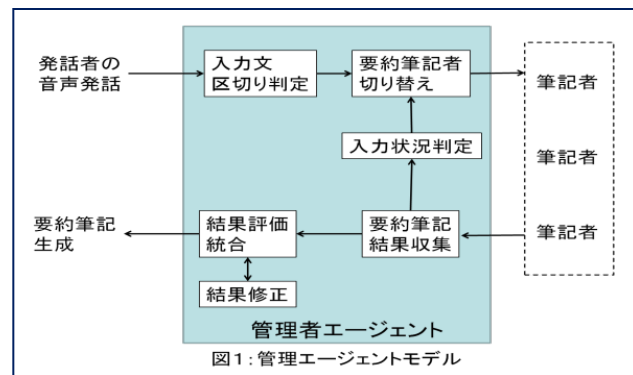 発話者の
音声発話
入力文
区切り判定
要約筆記者
切り替え
筆記者
入力状況判定
筆記者
要約筆記
生成
結果評価
統合
要約筆記
結果収集
筆記者
結果修正
管理者エージェント
図1:管理エージェントモデル